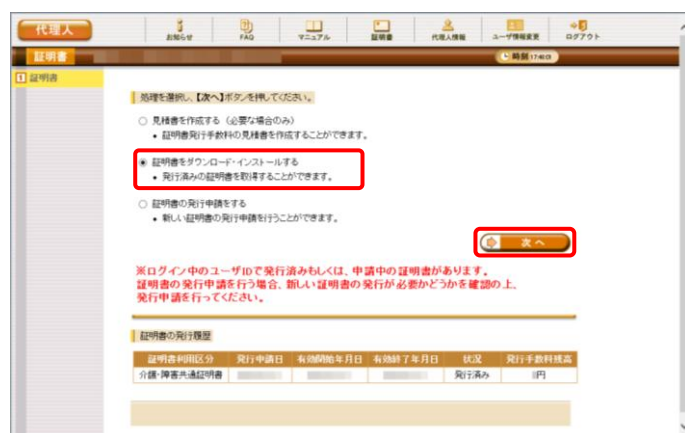 代理人
お知らせ
FAQ
マニュアル
証明書
代理人情報
ユーザ情報変更
ログアウト
証明書
時刻 17:40:03
1 証明書
処理を選択し、【次へ】ボタンを押してください。
見積書を作成する（必要な場合のみ）
• 証明書発行手数料の見積書を作成することができます。
証明書をダウンロード・インストールする
• 発行済みの証明書を取得することができます。
証明書の発行申請をする
• 新しい証明書の発行申請を行うことができます。
次へ
※ログイン中のユーザIDで発行済みもしくは、申請中の証明書があります。
証明書の発行申請を行う場合、新しい証明書の発行が必要かどうかを確認の上、
発行申請を行ってください。
証明書の発行履歴
証明書利用区分 発行申請日 有効開始年月日 有効終了年月日 状況 発行手数料残高
介護・障害共通証明書 発行済み 円